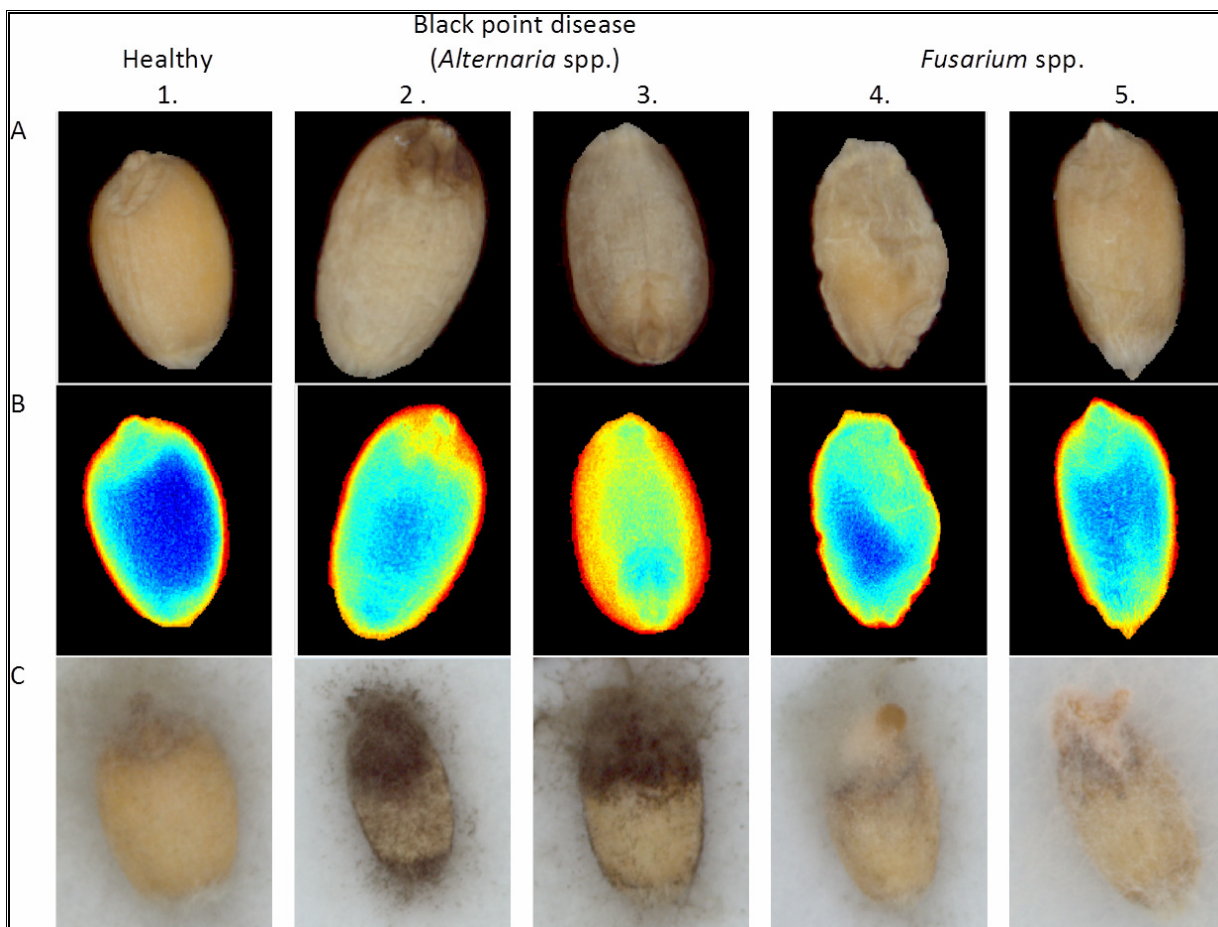 Black point disease
Healthy (Alternaria spp.) Fusarium spp.
1. 2. 3. 4. 5.
A
B
C